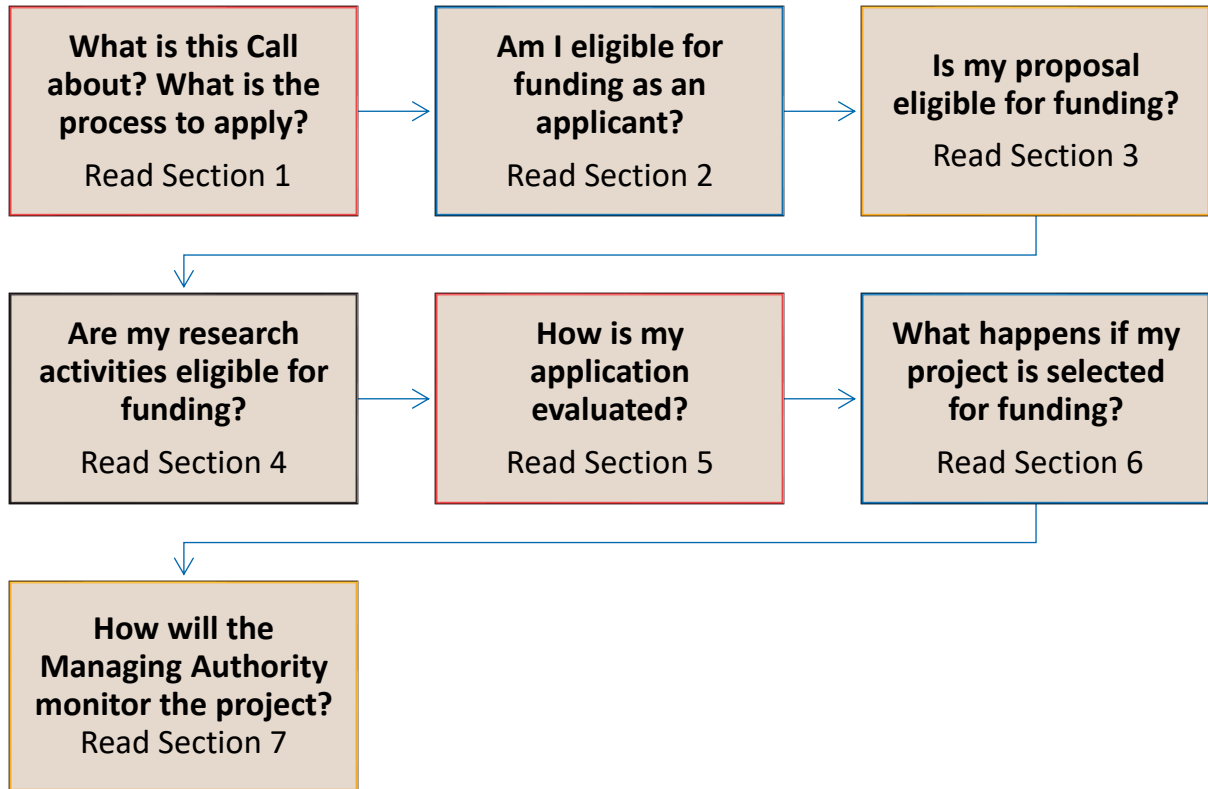 What is this Call
about? What is the
process to apply?
Read Section 1
Am I eligible for
funding as an
applicant?
Read Section 2
Is my proposal
eligible for funding?
Read Section 3
Are my research
activities eligible for
funding?
Read Section 4
How is my
application
evaluated?
Read Section 5
What happens if my
project is selected
for funding?
Read Section 6
How will the
Managing Authority
monitor the project?
Read Section 7